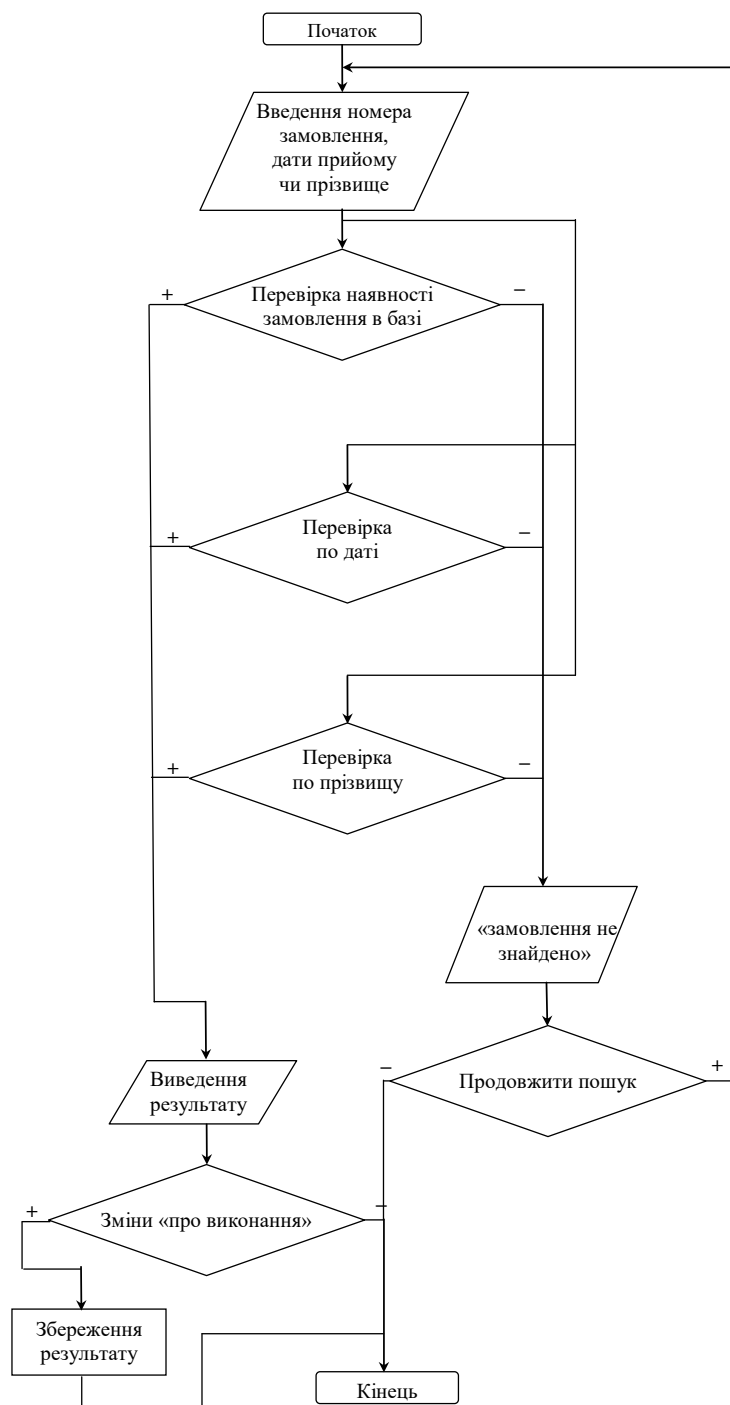 Початок
Введення номера
замовлення,
дати прийому
чи прізвище
+
Перевірка наявності
замовлення в базі
–
+
Перевірка
по даті
–
+
Перевірка
по прізвищу
–
«замовлення не
знайдено»
–
Продовжити пошук
+
Виведення
результату
+
Зміни «про виконання»
–
Збереження
результату
Кінець